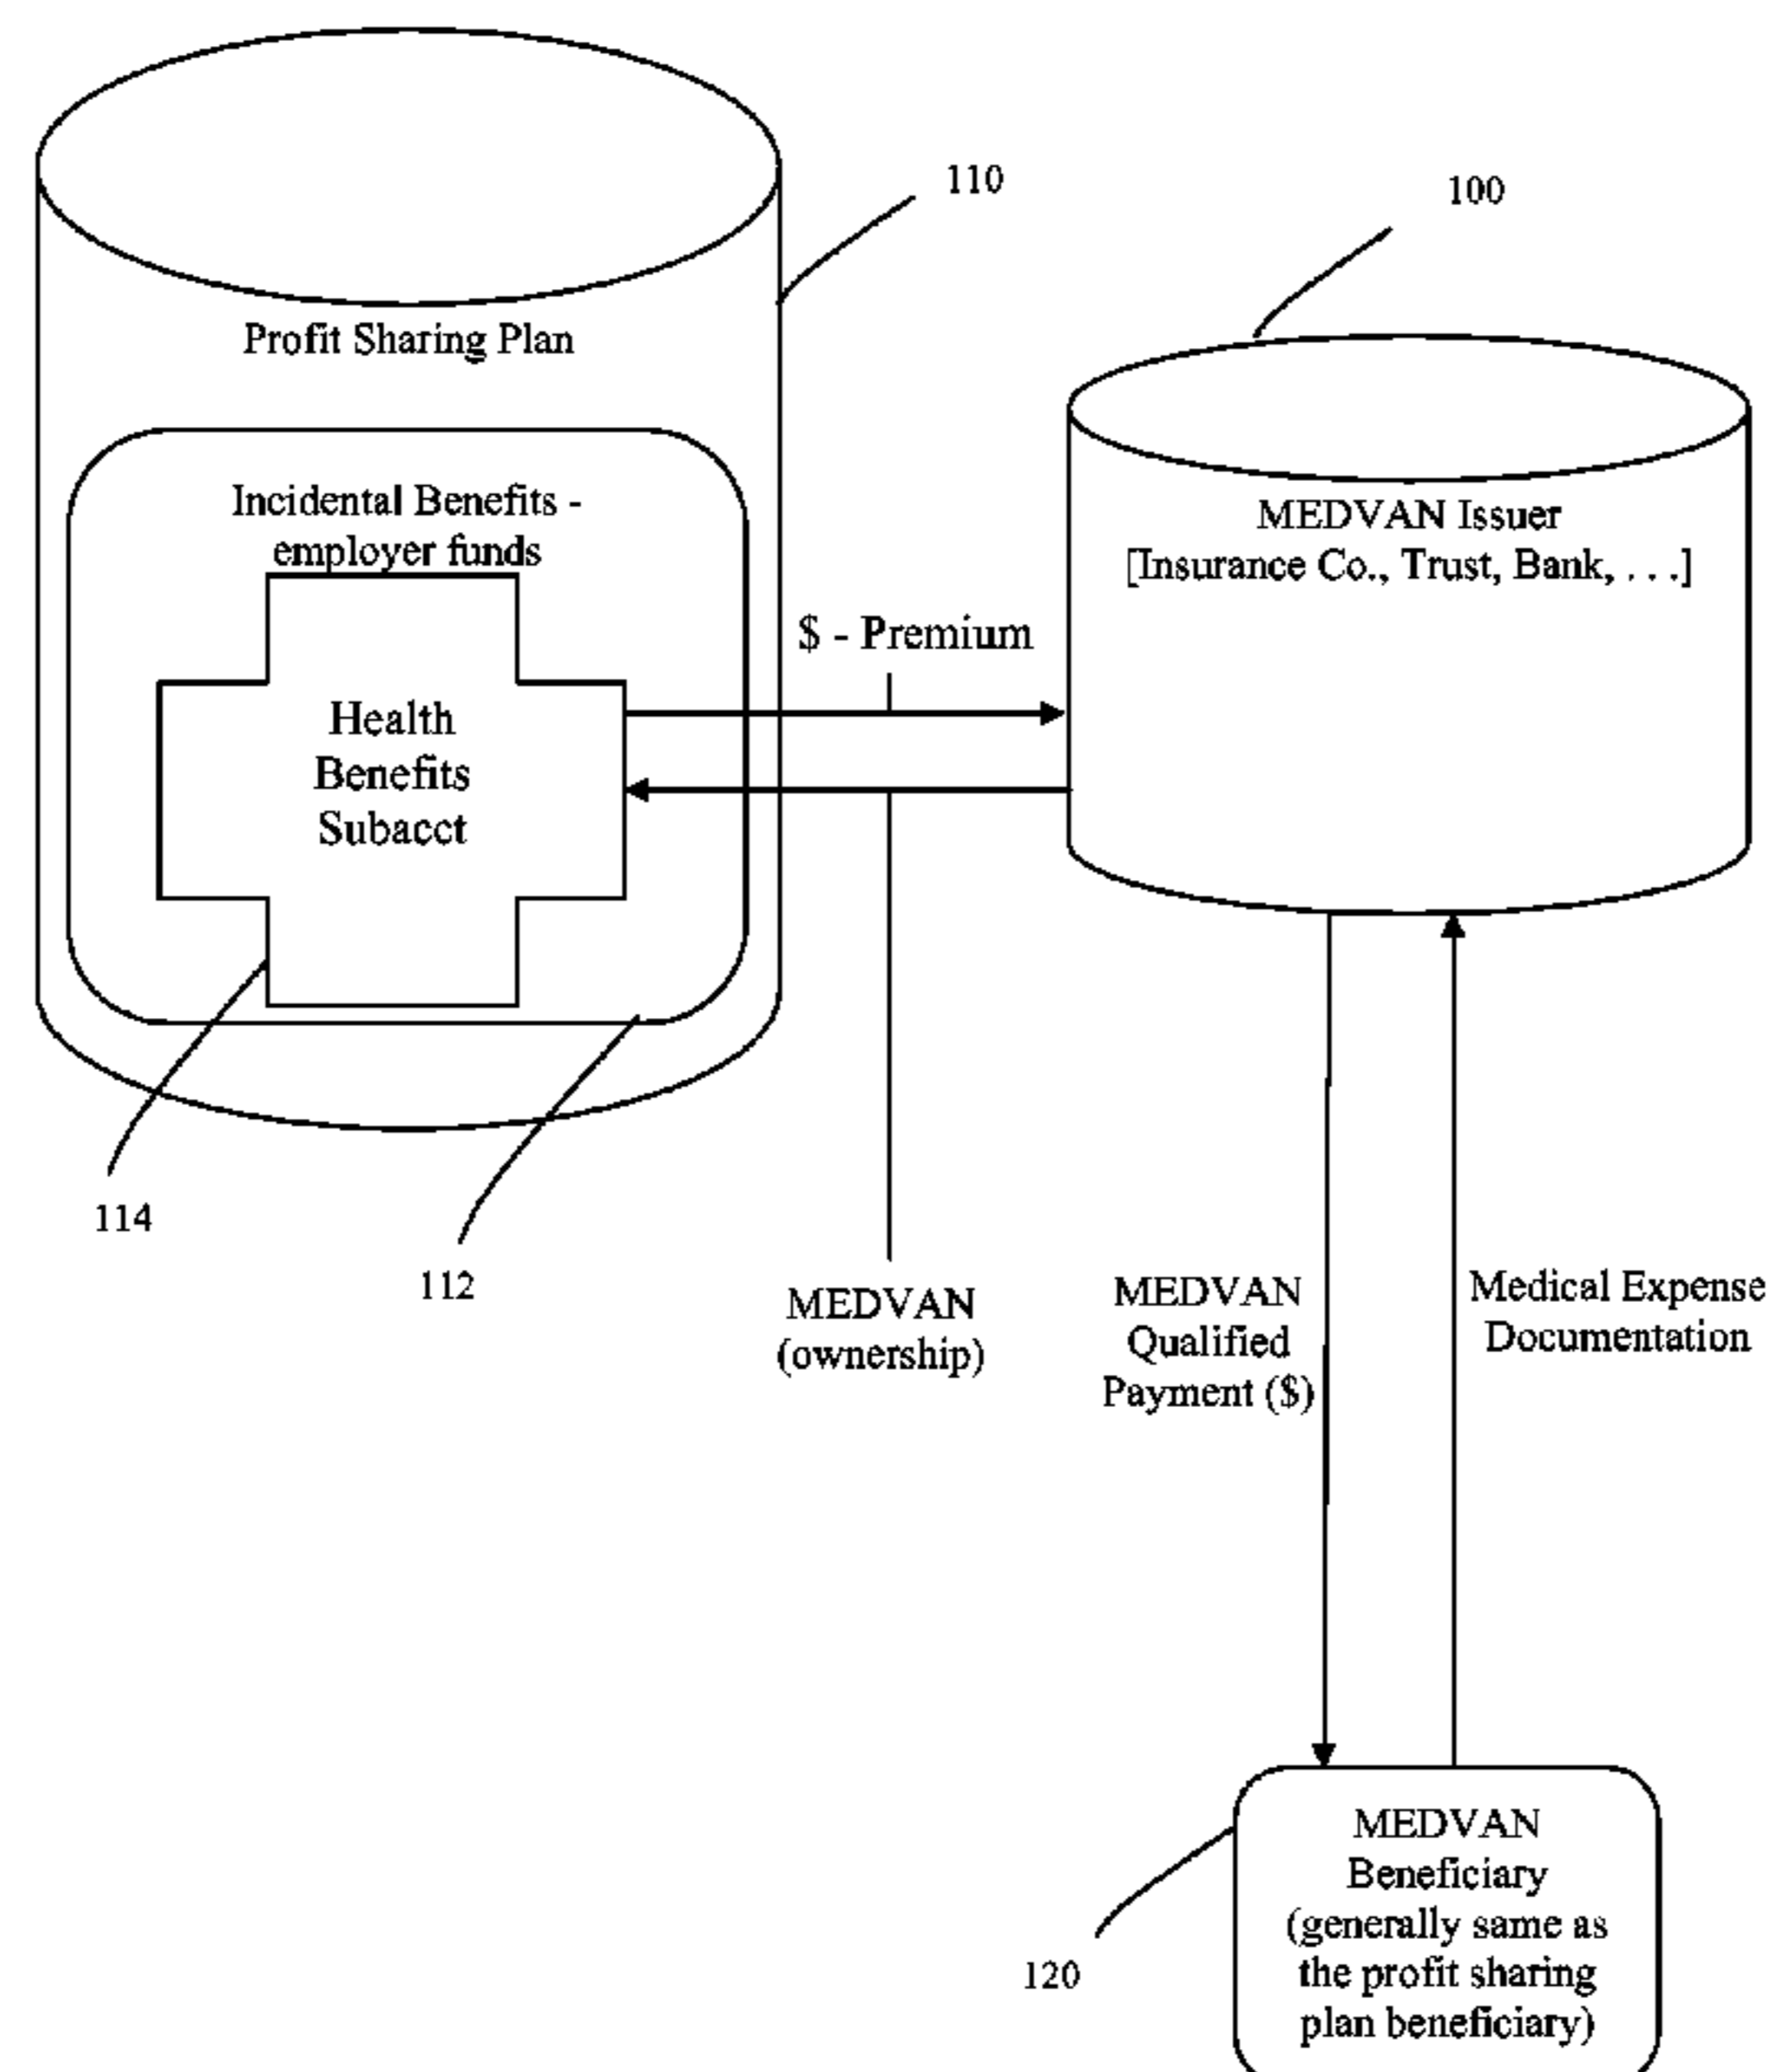 110
100
Profit Sharing Plan
Incidental Benefits -
employer funds
MEDVAN Issuer
[Insurance Co., Trust, Bank, . . .]
$ - Premium
Health
Benefits
Subacct
114
112
MEDVAN
(ownership)
MEDVAN
Qualified
Payment ($)
Medical Expense
Documentation
MEDVAN
Beneficiary
(generally same as
the profit sharing
plan beneficiary)
120